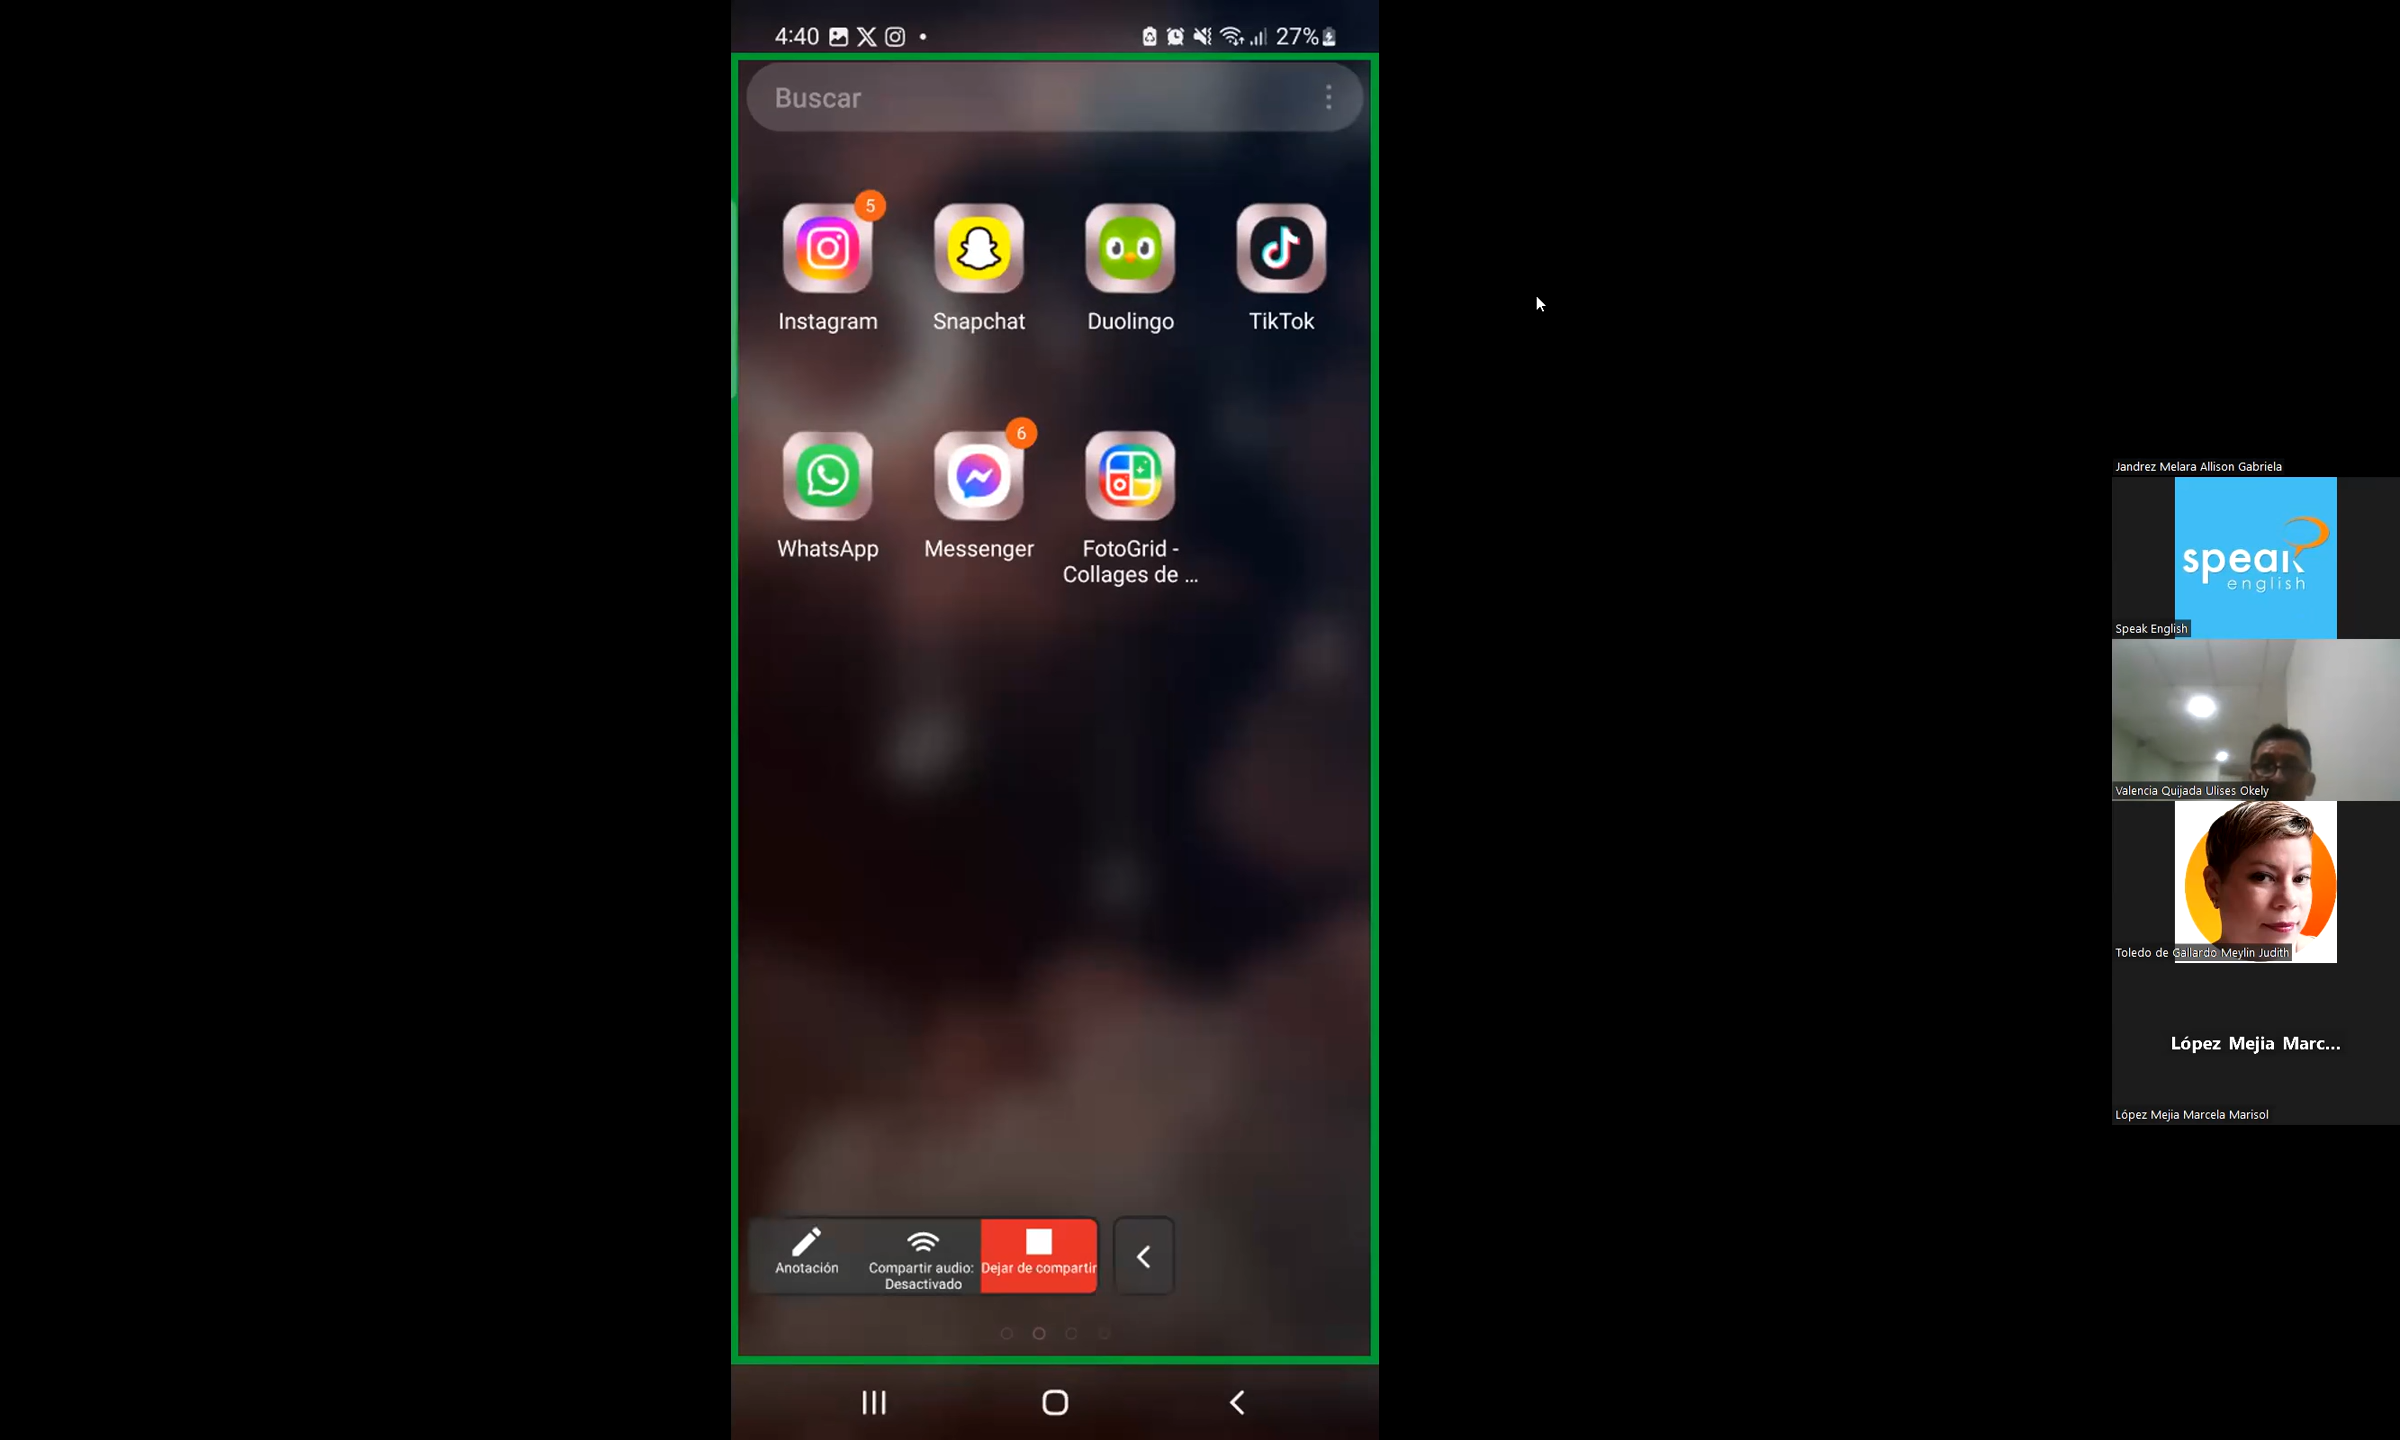 4:40
27%
Buscar
5
Instagram
Snapchat
Duolingo
TikTok
6
WhatsApp
Messenger
FotoGrid -
Collages de ...
Anotación
Compartir audio:
Desactivado
Dejar de compartir
Jandrez Melara Allison Gabriela
speak
english
Speak English
Valencia Quijada Ulises Okely
Toledo de Gallardo Meylin Judith
López Mejia Marc...
López Mejia Marcela Marisol